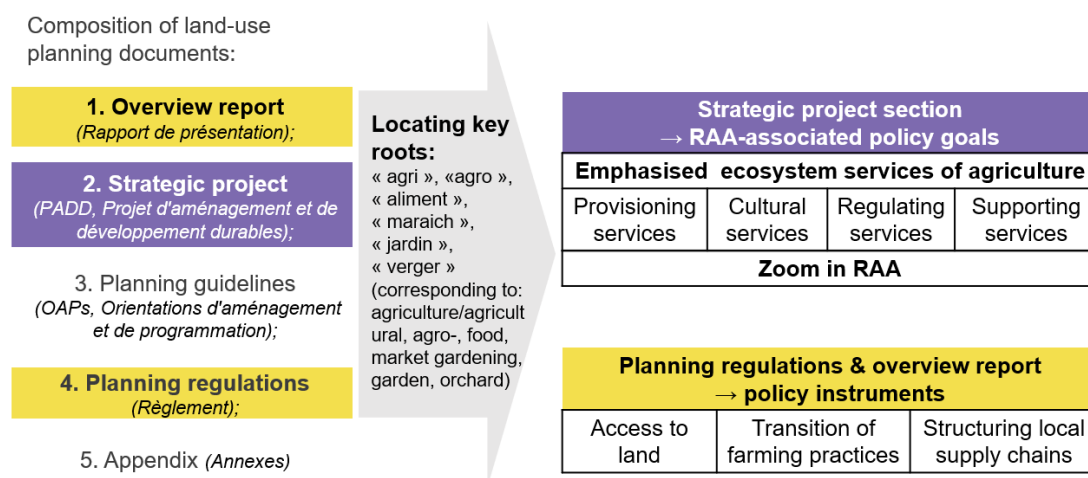 Composition of land-use
planning documents:
1. Overview report
(Rapport de présentation);
2. Strategic project
(PADD, Projet d'aménagement et de
développement durables);
3. Planning guidelines
(OAPs, Orientations d'aménagement
et de programmation);
4. Planning regulations
(Règlement);
5. Appendix (Annexes)
Locating key
roots:
« agri », «agro »,
« aliment »,
« maraich »,
« jardin »,
« verger »
(corresponding to:
agriculture/agricult
ural, agro-, food,
market gardening,
garden, orchard)
Strategic project section
→ RAA-associated policy goals
Emphasised ecosystem services of agriculture
Provisioning
services
Cultural
services
Regulating
services
Supporting
services
Zoom in RAA
Planning regulations & overview report
→ policy instruments
Access to
land
Transition of
farming practices
Structuring local
supply chains